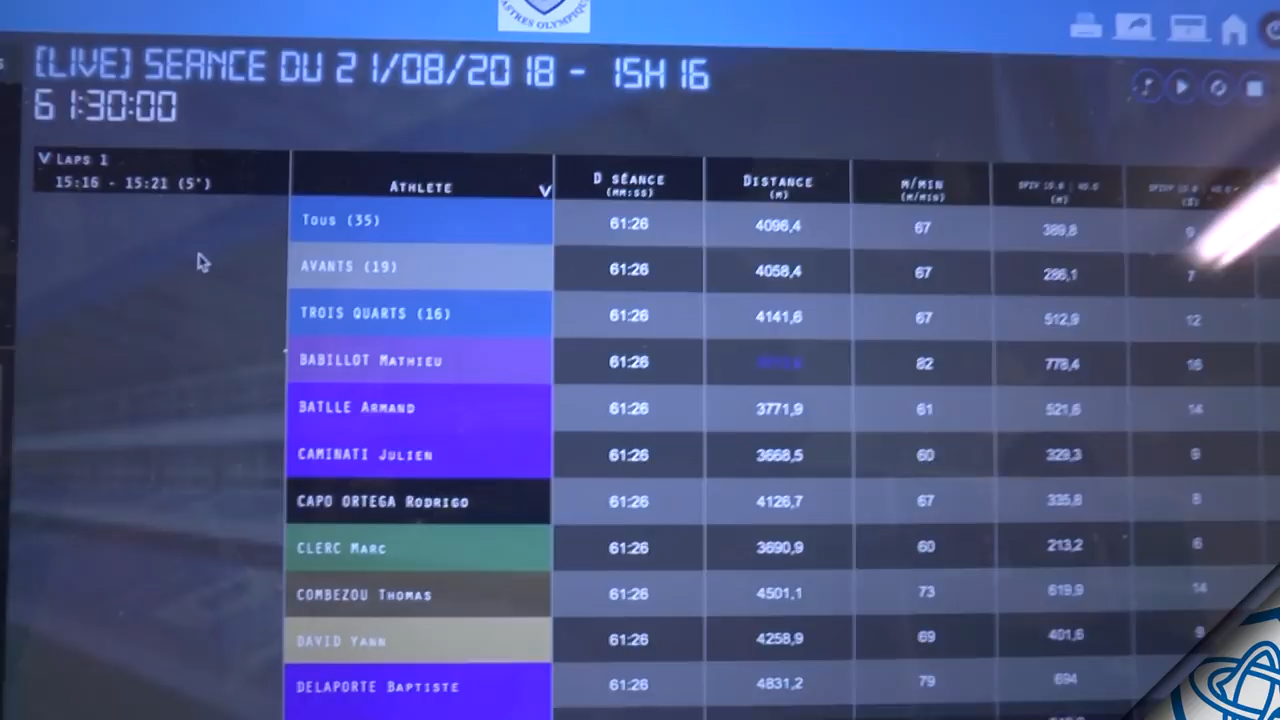 ASTRES OLYMPIQUE
[LIVE] SEANCE DU 21/08/2018 - 15H16
61:30:00
V LAPS 1
15:16 - 15:21 (5')
ATHLETE V D SÉANCE (MM:SS) DISTANCE (M) M/MIN (M/MIN)
Tous (35) 61:26 4096,4 67 389,8 9
AVANTS (19) 61:26 4058,4 67 286,1 7
TROIS QUARTS (16) 61:26 4141,6 67 512,9 12
BABILLOT MATHIEU 61:26 82 778,4 16
BATLLE ARMAND 61:26 3771,9 61 521,6 14
CAMINATI JULIEN 61:26 3668,5 60 329,3 9
CAPO ORTEGA RODRIGO 61:26 4126,7 67 335,8 8
CLERC MARC 61:26 3690,9 60 213,2 6
COMBEZOU THOMAS 61:26 4501,1 73 619,9 14
DAVID YANN 61:26 4258,9 69 401,6 9
DELAPORTE BAPTISTE 61:26 4831,2 79 694